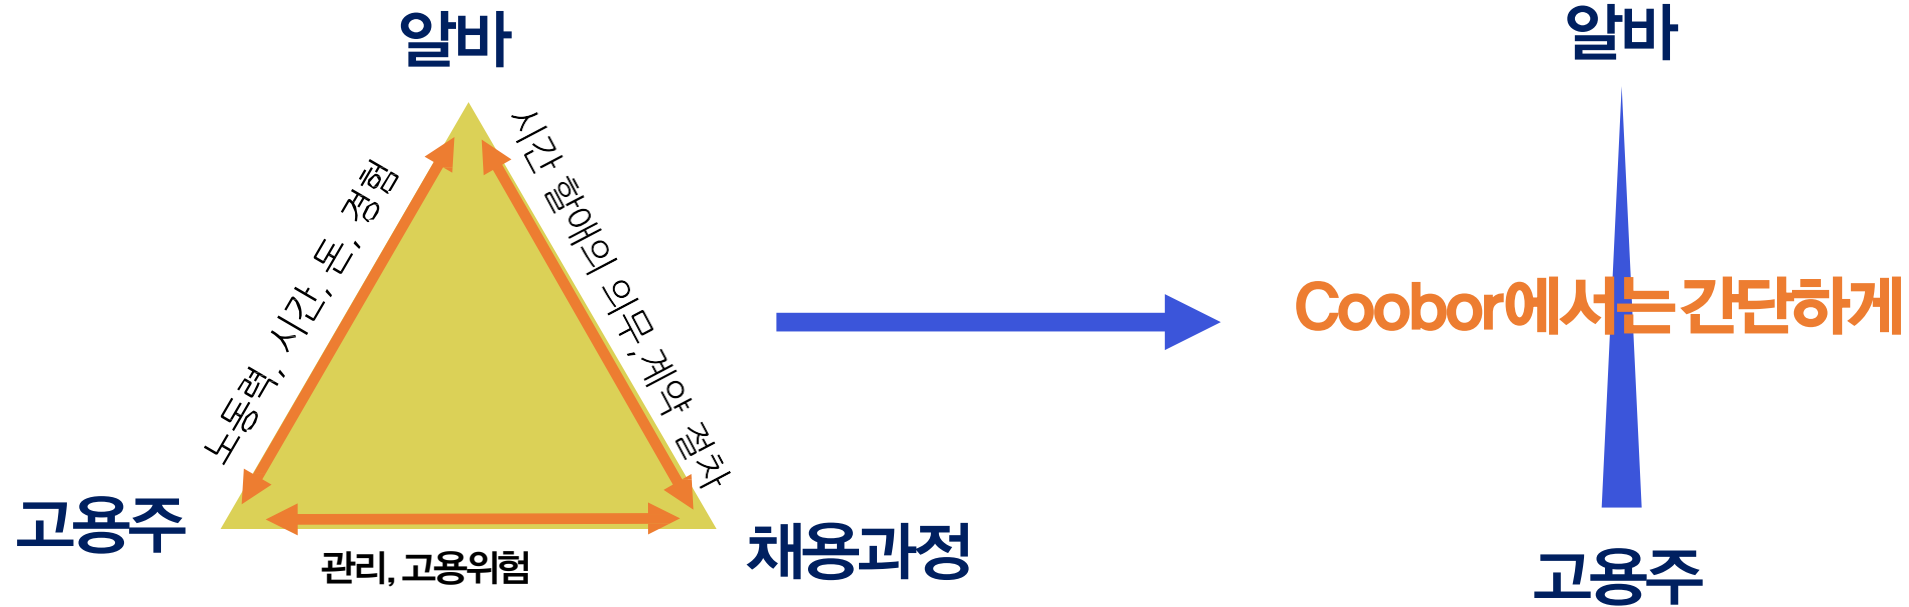 알바
노동력, 시간, 돈, 경험
시간 할애의 의무,계약 절차
고용주
채용과정
관리, 고용위험
알바
Coobor에서는 간단하게
고용주